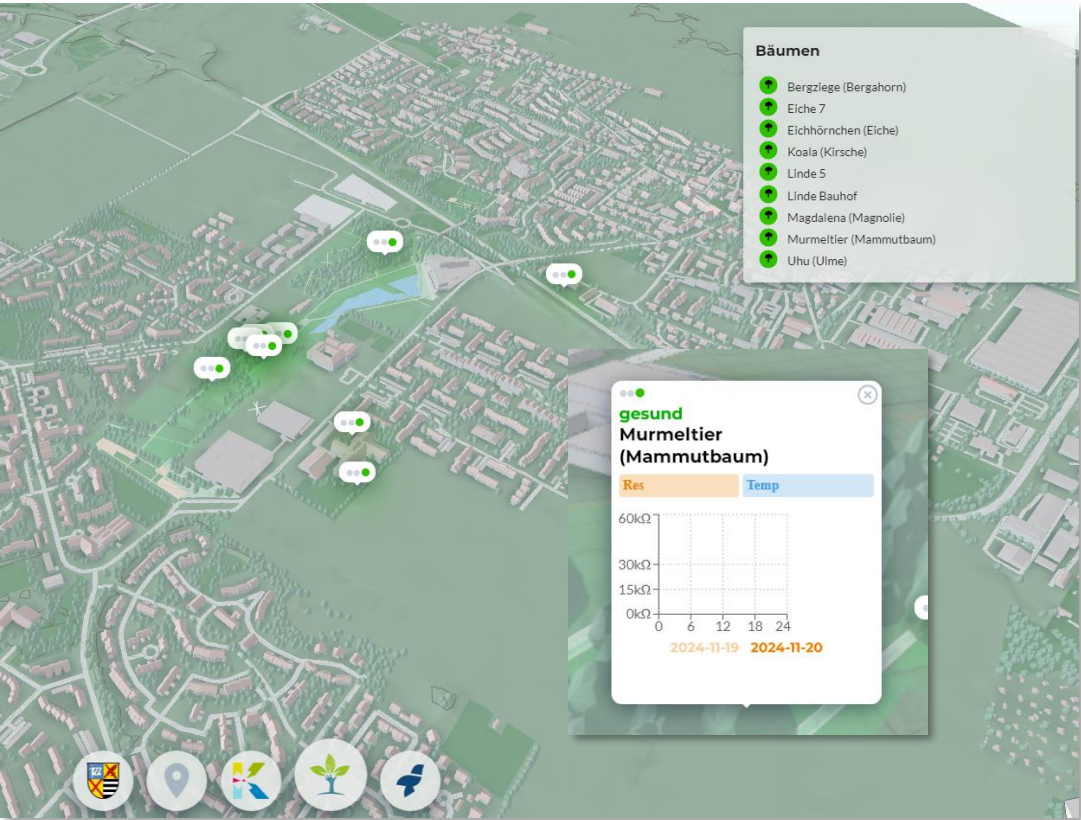 Bäumen
Bergziege (Bergahorn)
Eiche 7
Eichhörnchen (Eiche)
Koala (Kirsche)
Linde 5
Linde Bauhof
Magdalena (Magnolie)
Murmeltier (Mammutbaum)
Uhu (Ulme)
gesund
Murmeltier
(Mammutbaum)
Res Temp
60kΩ
30kΩ
15kΩ
0kΩ
0 6 12 18 24
2024-11-19 2024-11-20